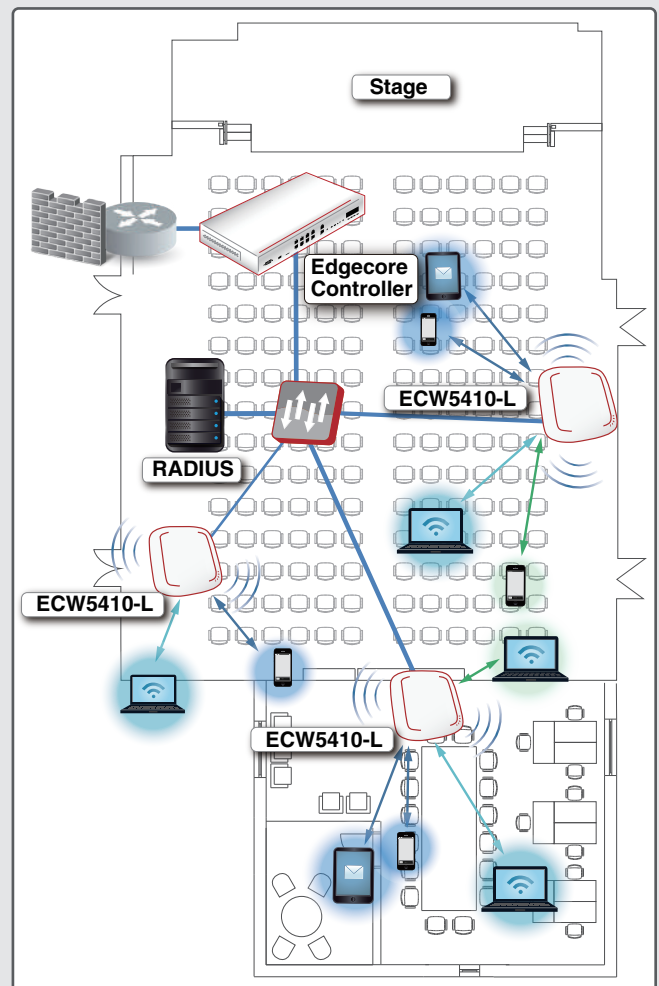 Stage
Edgecore
Controller
ECW5410-L
RADIUS
ECW5410-L
ECW5410-L